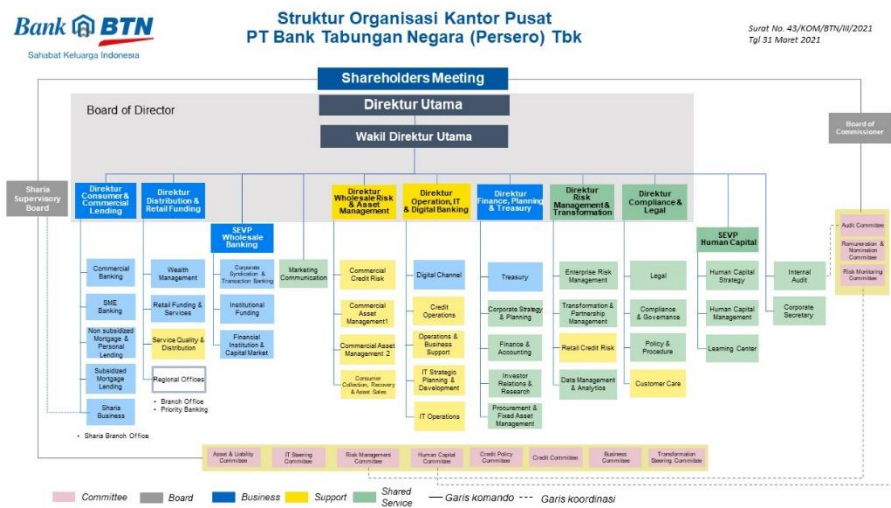 Bank BTN
Sahabat Keluarga Indonesia
Struktur Organisasi Kantor Pusat
PT Bank Tabungan Negara (Persero) Tbk
Surat No. 43/KOM/BTN/III/2021
Tgl 31 Maret 2021
Shareholders Meeting
Board of Director
Direktur Utama
Wakil Direktur Utama
Board of
Commissioner
Sharia
Supervisory
Board
Direktur
Consumer &
Commercial
Lending
Direktur
Distribution &
Retail Funding
SEVP
Wholesale
Banking
Direktur
Wholesale Risk
& Asset
Management
Direktur
Operation, IT
& Digital Banking
Direktur
Finance, Planning
& Treasury
Direktur
Risk
Management &
Transformation
Direktur
Compliance &
Legal
SEVP
Human Capital
Audit Committee
Remuneration &
Nomination
Committee
Risk Monitoring
Committee
Commercial
Banking
SME
Banking
Non subsidized
Mortgage &
Personal
Lending
Subsidized
Mortgage
Lending
Sharia
Business
• Sharia Branch Office
Wealth
Management
Retail Funding &
Services
Service Quality &
Distribution
Regional Offices
• Branch Office
• Priority Banking
Corporate
Syndication &
Transaction Banking
Institutional
Funding
Financial
Institution &
Capital Market
Marketing
Communication
Commercial
Credit Risk
Commercial
Asset
Management1
Commercial Asset
Management 2
Consumer
Collection, Recovery
& Asset Sales
Digital Channel
Credit
Operations
Operations &
Business
Support
IT Strategic
Planning &
Development
IT Operations
Treasury
Corporate Strategy
& Planning
Finance &
Accounting
Investor
Relations &
Research
Procurement &
Fixed Asset
Management
Enterprise Risk
Management
Transformation &
Partnership
Management
Retail Credit Risk
Data Management
& Analytics
Legal
Compliance
& Governance
Policy &
Procedure
Customer Care
Human Capital
Strategy
Human Capital
Management
Learning Center
Internal
Audit
Corporate
Secretary
Asset & Liability
Committee
IT Steering
Committee
Risk Management
Committee
Human Capital
Committee
Credit Policy
Committee
Credit Committee
Business
Committee
Transformation
Steering Committee
Committee
Board
Business
Support
Shared
Service
Garis komando
Garis koordinasi